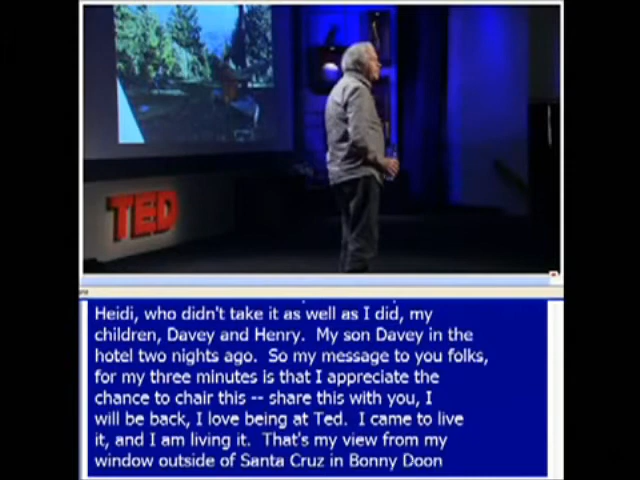 TED
Heidi, who didn't take it as well as I did, my
children, Davey and Henry. My son Davey in the
hotel two nights ago. So my message to you folks,
for my three minutes is that I appreciate the
chance to chair this -- share this with you, I
will be back, I love being at Ted. I came to live
it, and I am living it. That's my view from my
window outside of Santa Cruz in Bonny Doon